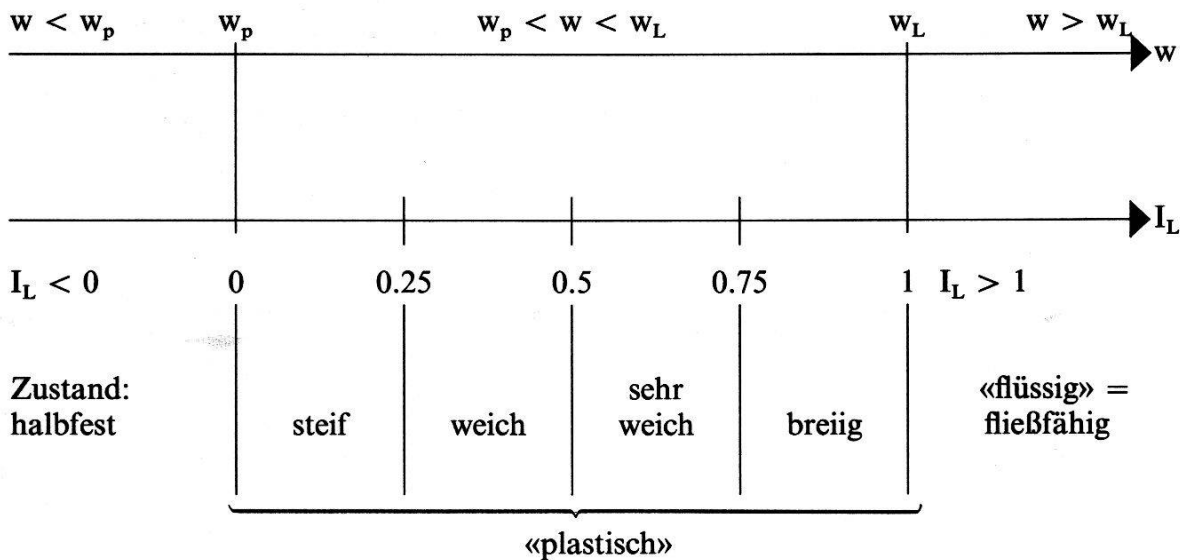 w < wp wp wp < w < wL wL w > wL
w
IL
IL < 0 0 0.25 0.5 0.75 1 IL > 1
Zustand:
halbfest
steif
weich
sehr
weich
breiig
«flüssig» =
fließfähig
«plastisch»